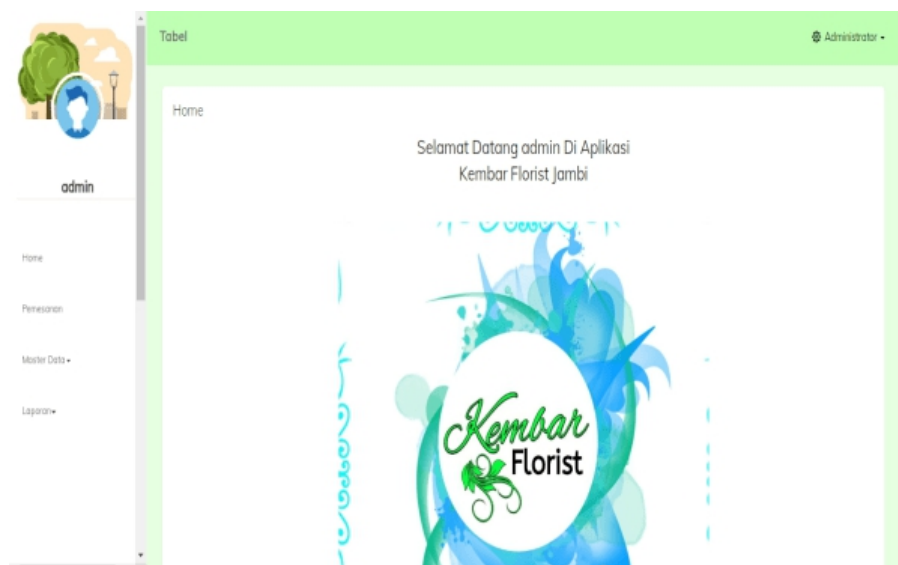 Tabel
Administrator
admin
Home
Pemesanan
Master Data
Laporan
Home
Selamat Datang admin Di Aplikasi
Kembar Florist Jambi
Kembar
Florist